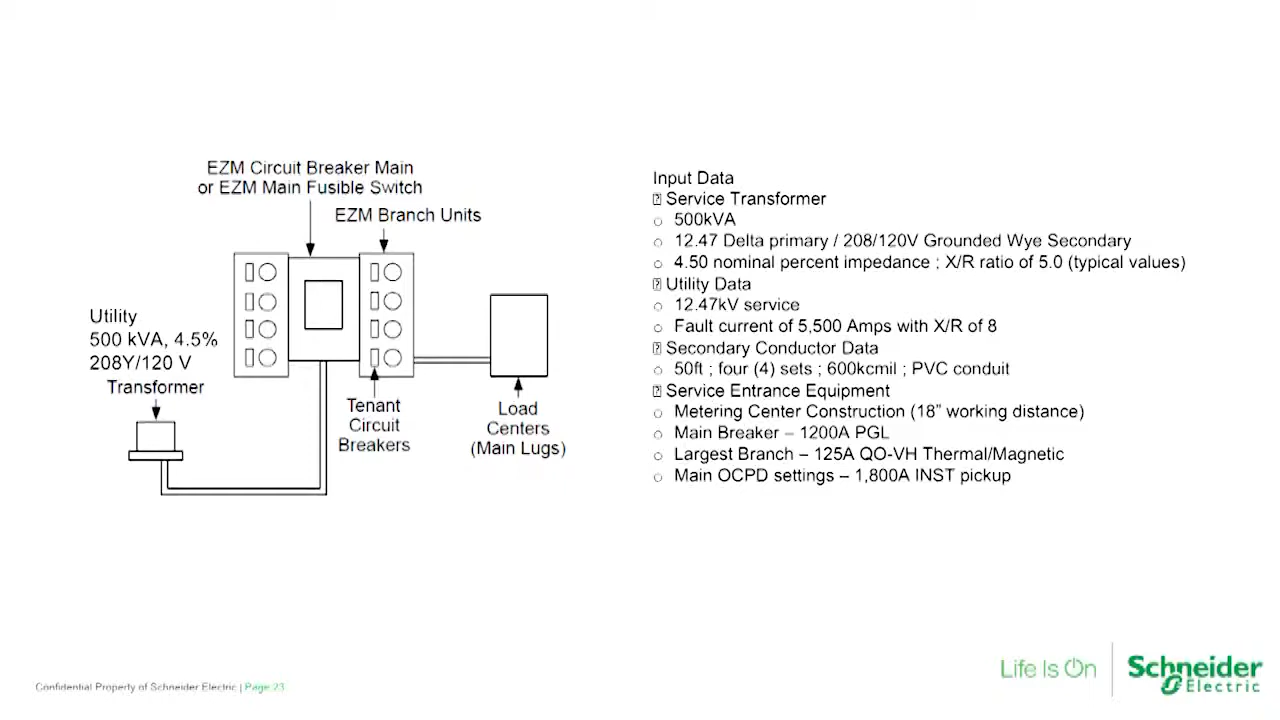 EZM Circuit Breaker Main
or EZM Main Fusible Switch
EZM Branch Units
Utility
500 kVA, 4.5%
208Y/120 V
Transformer
Tenant
Circuit
Breakers
Load
Centers
(Main Lugs)
Input Data
Service Transformer
○ 500kVA
○ 12.47 Delta primary / 208/120V Grounded Wye Secondary
○ 4.50 nominal percent impedance ; X/R ratio of 5.0 (typical values)
Utility Data
○ 12.47kV service
○ Fault current of 5,500 Amps with X/R of 8
Secondary Conductor Data
○ 50ft ; four (4) sets ; 600kcmil ; PVC conduit
Service Entrance Equipment
○ Metering Center Construction (18” working distance)
○ Main Breaker – 1200A PGL
○ Largest Branch – 125A QO-VH Thermal/Magnetic
○ Main OCPD settings – 1,800A INST pickup
Confidential Property of Schneider Electric | Page 23
Life Is On
Schneider
Electric